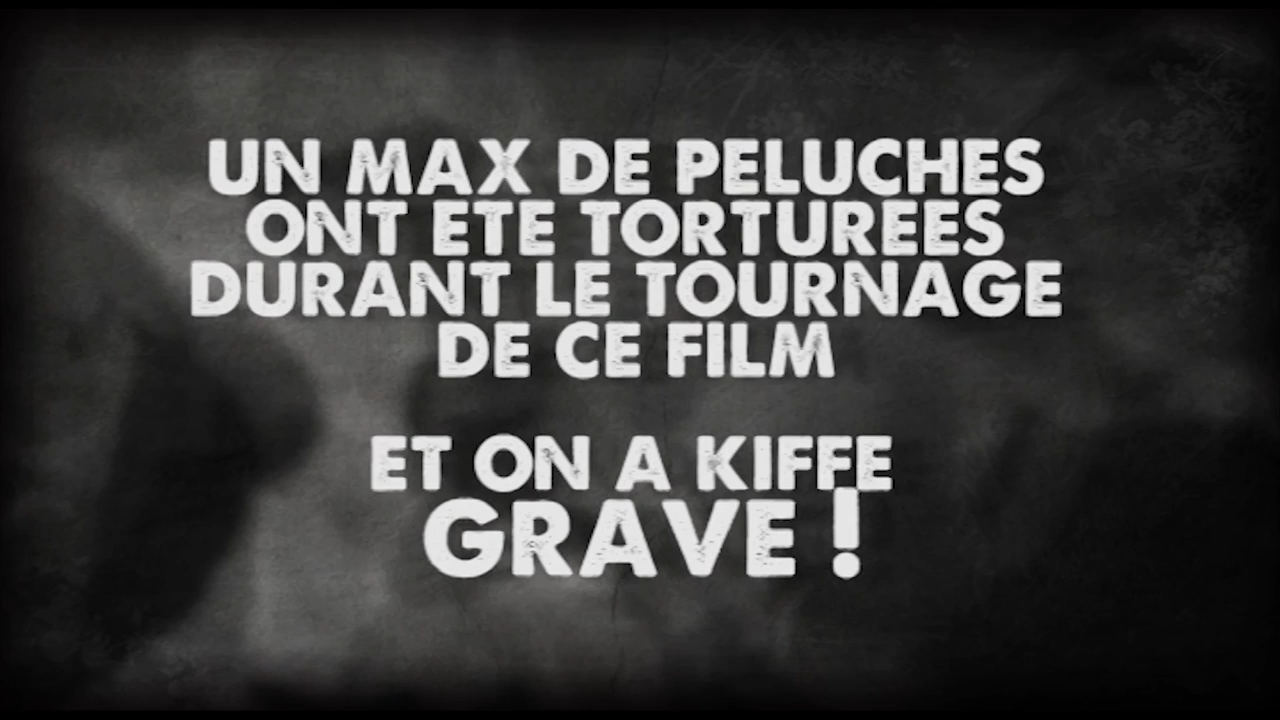 UN MAX DE PELUCHES
ONT ETE TORTUREES
DURANT LE TOURNAGE
DE CE FILM
ET ON A KIFFE
GRAVE !